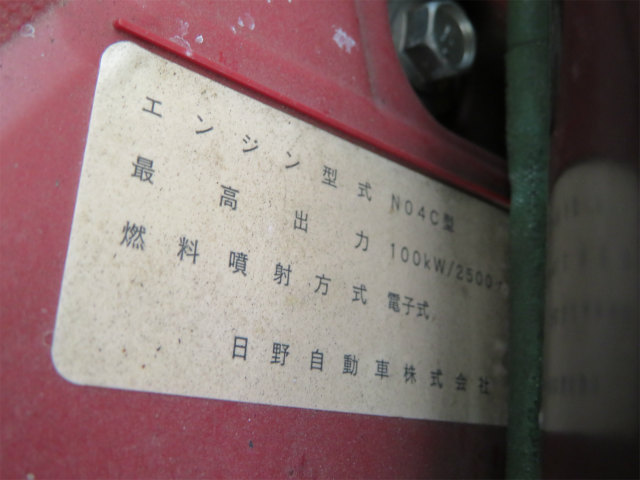 エンジン型式 N04C型
最高出力 100kW/2500
燃料噴射方式 電子式
日野自動車株式会社